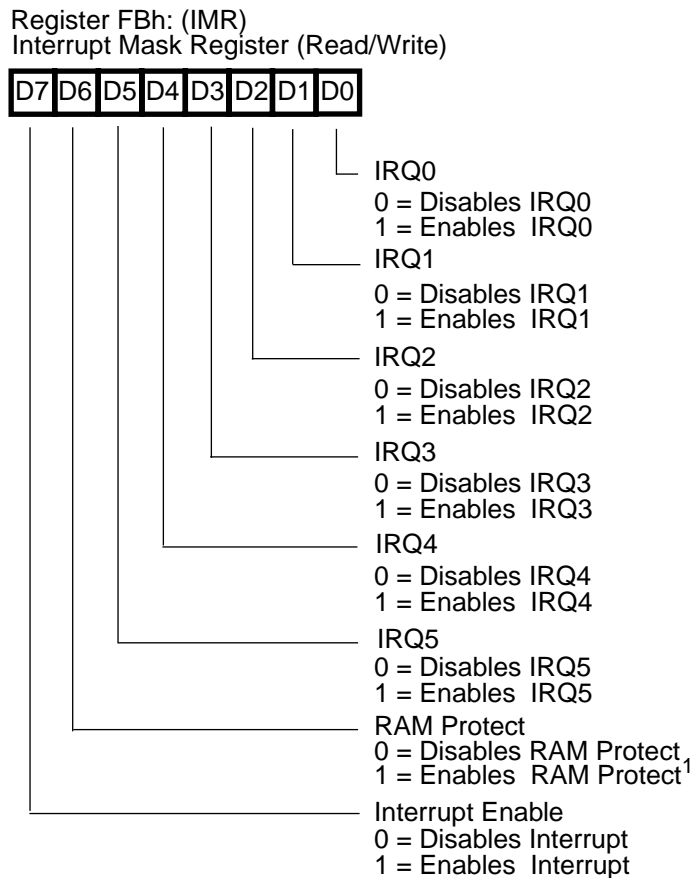 Register FBh: (IMR)
Interrupt Mask Register (Read/Write)
D7 D6 D5 D4 D3 D2 D1 D0
IRQ0
0 = Disables IRQ0
1 = Enables IRQ0
IRQ1
0 = Disables IRQ1
1 = Enables IRQ1
IRQ2
0 = Disables IRQ2
1 = Enables IRQ2
IRQ3
0 = Disables IRQ3
1 = Enables IRQ3
IRQ4
0 = Disables IRQ4
1 = Enables IRQ4
IRQ5
0 = Disables IRQ5
1 = Enables IRQ5
RAM Protect
0 = Disables RAM Protect
1 = Enables RAM Protect1
Interrupt Enable
0 = Disables Interrupt
1 = Enables Interrupt